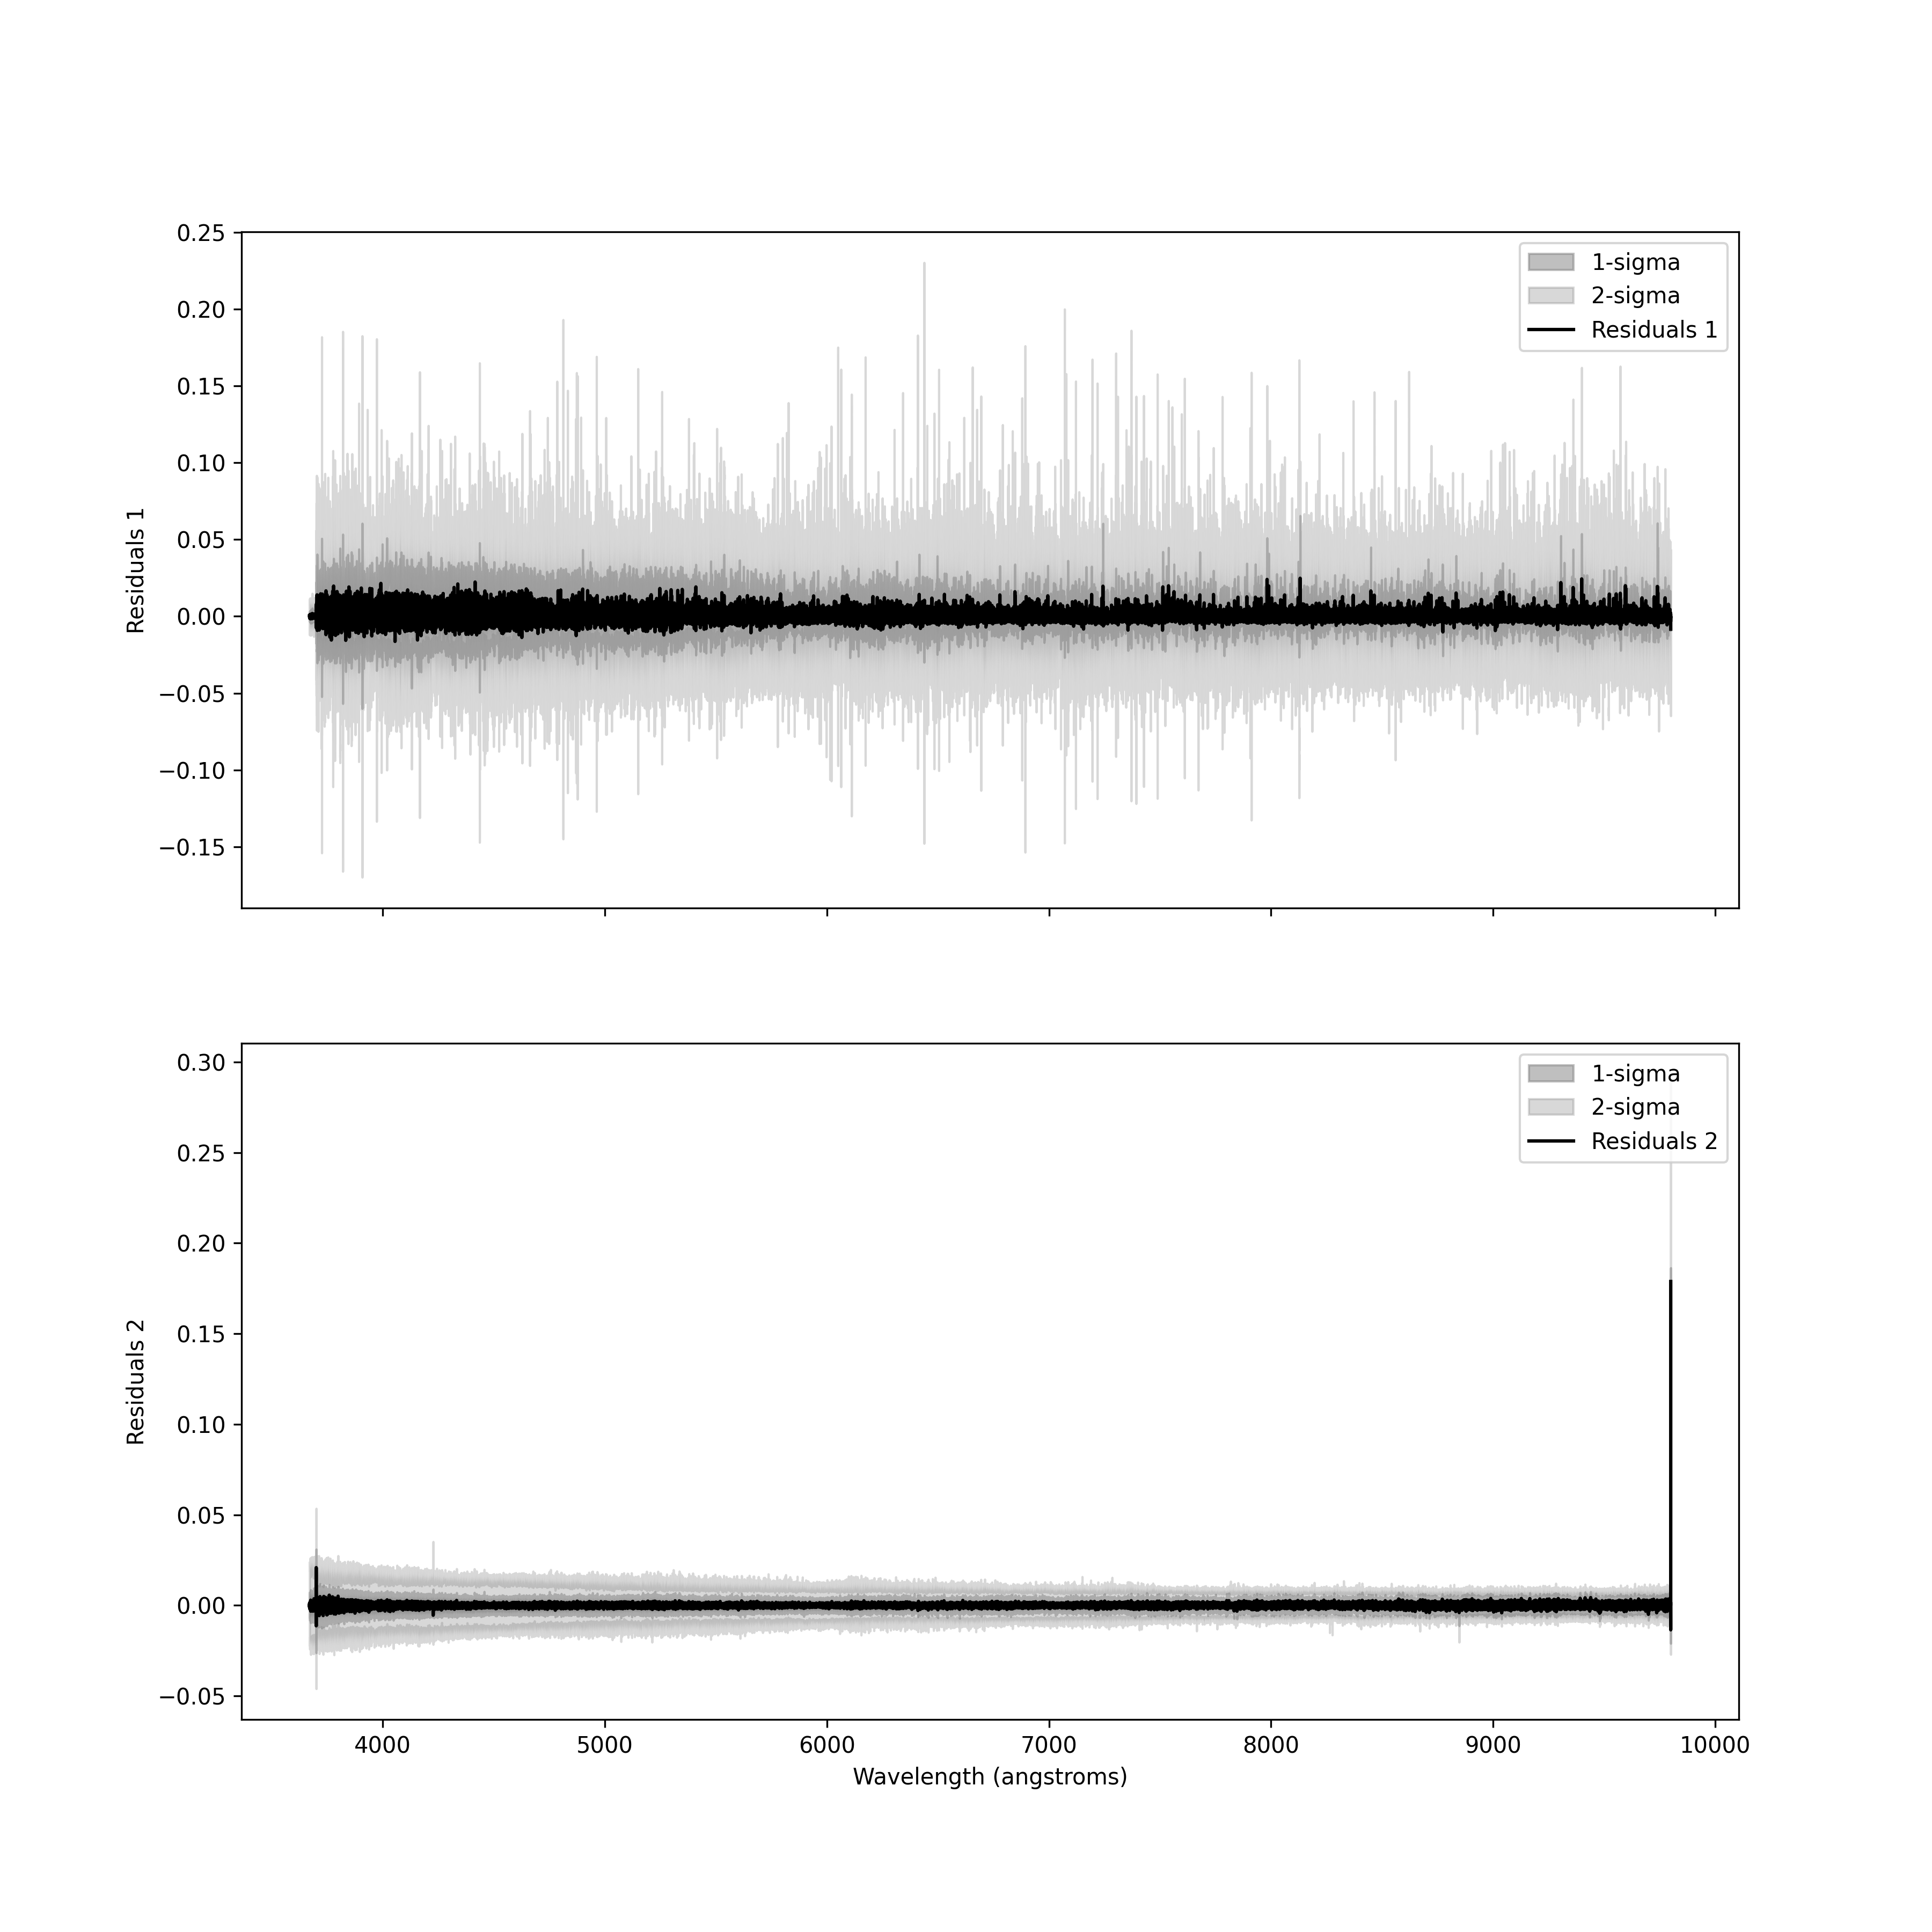 0.25
0.20
0.15
0.10
0.05
0.00
−0.05
−0.10
−0.15
Residuals 1
1-sigma
2-sigma
Residuals 1
0.30
0.25
0.20
0.15
0.10
0.05
0.00
−0.05
Residuals 2
1-sigma
2-sigma
Residuals 2
4000 5000 6000 7000 8000 9000 10000
Wavelength (angstroms)